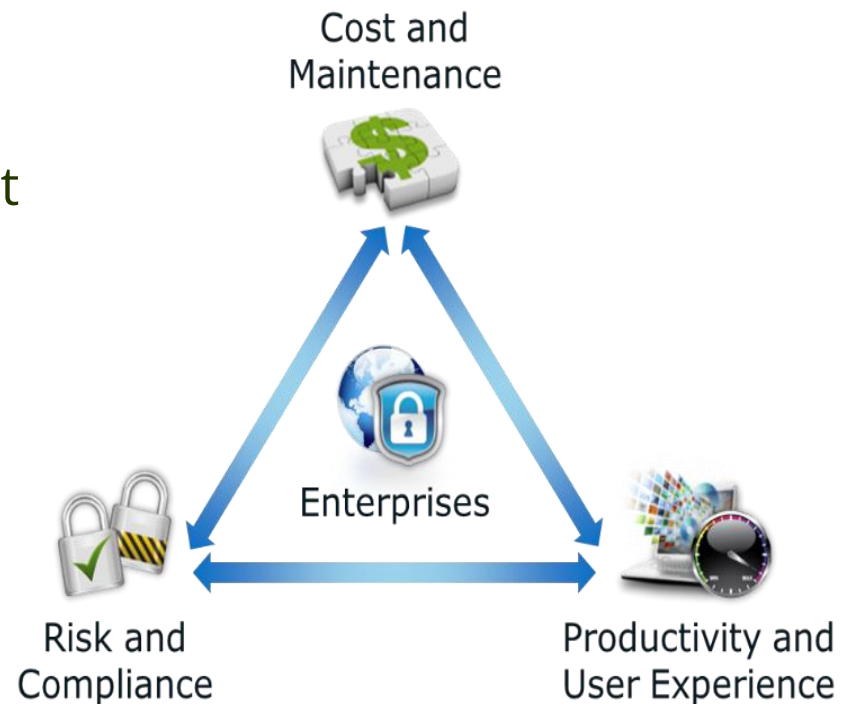 Cost and
Maintenance
t
Enterprises
Risk and
Compliance
Productivity and
User Experience